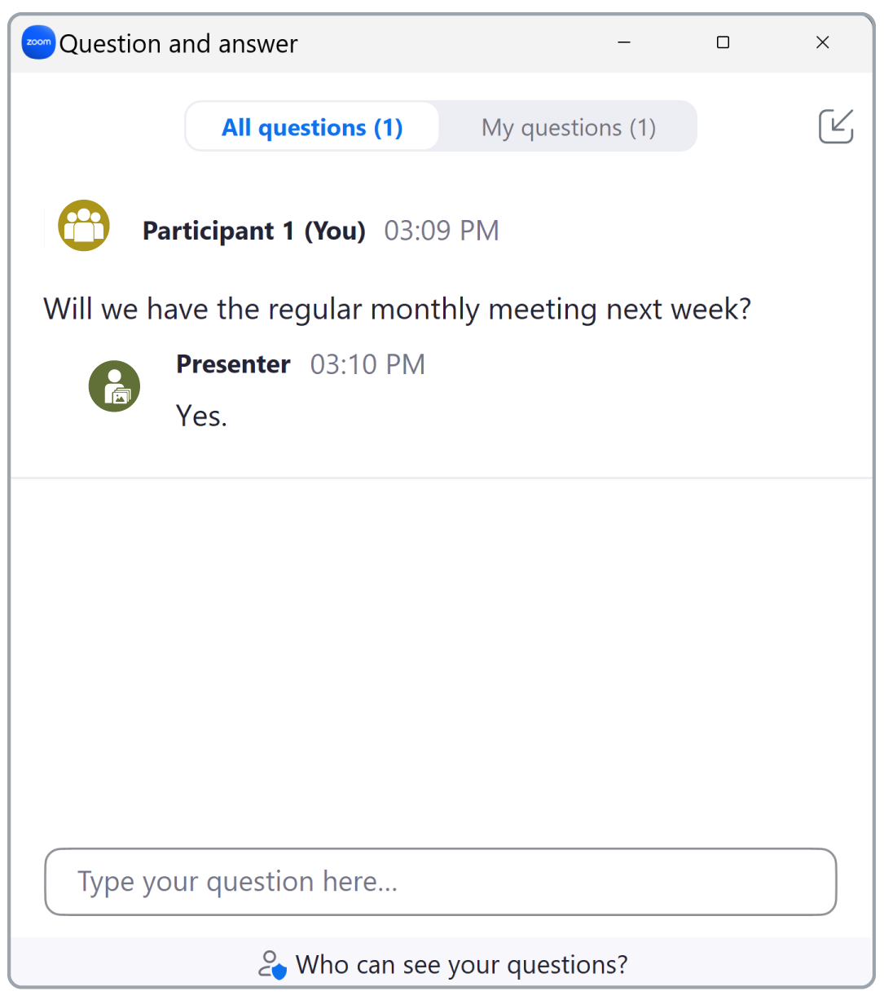 zoom Question and answer
All questions (1) My questions (1)
Participant 1 (You) 03:09 PM
Will we have the regular monthly meeting next week?
Presenter 03:10 PM
Yes.
Type your question here...
Who can see your questions?